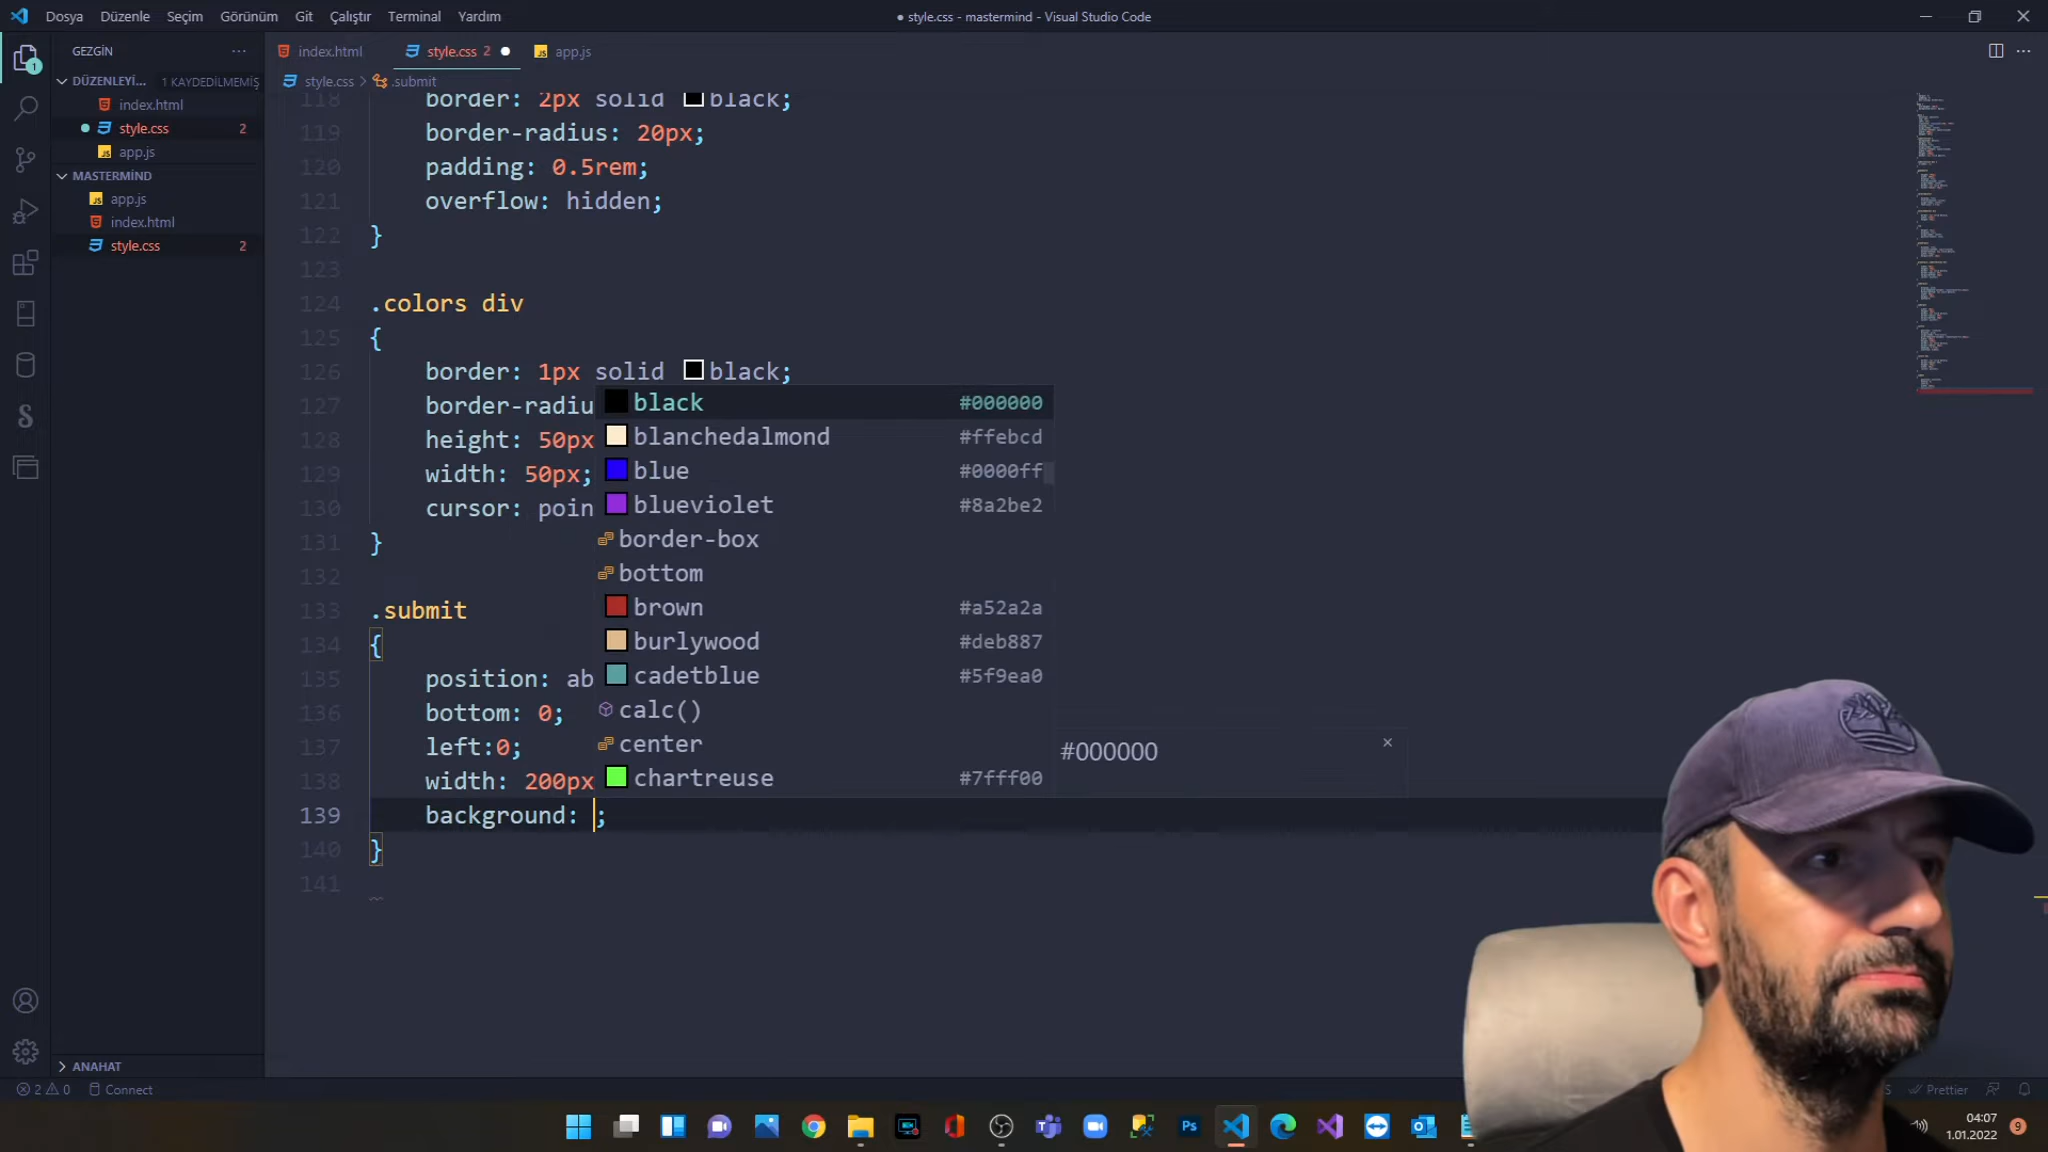 Dosya Düzenle Seçim Görünüm Git Çalıştır Terminal Yardım
● style.css - mastermind - Visual Studio Code
GEZGİN ...
index.html
style.css 2
app.js
DÜZENLEYİ... 1 KAYDEDİLMEMİŞ
index.html
style.css 2
app.js
MASTERMİND
app.js
index.html
style.css 2
ANAHAT
style.css > .submit
118 border: 2px solid black;
119 border-radius: 20px;
120 padding: 0.5rem;
121 overflow: hidden;
122 }
123
124 .colors div
125 {
126 border: 1px solid black;
127 border-radiu
128 height: 50px
129 width: 50px;
130 cursor: poin
131 }
132
133 .submit
134 {
135 position: ab
136 bottom: 0;
137 left:0;
138 width: 200px
139 background: ;
140 }
141
black #000000
blanchedalmond #ffebcd
blue #0000ff
blueviolet #8a2be2
border-box
bottom
brown #a52a2a
burlywood #deb887
cadetblue #5f9ea0
calc()
center
chartreuse #7fff00
#000000 ×
1
2 0 Connect
Prettier
Ps
04:07
1.01.2022
9